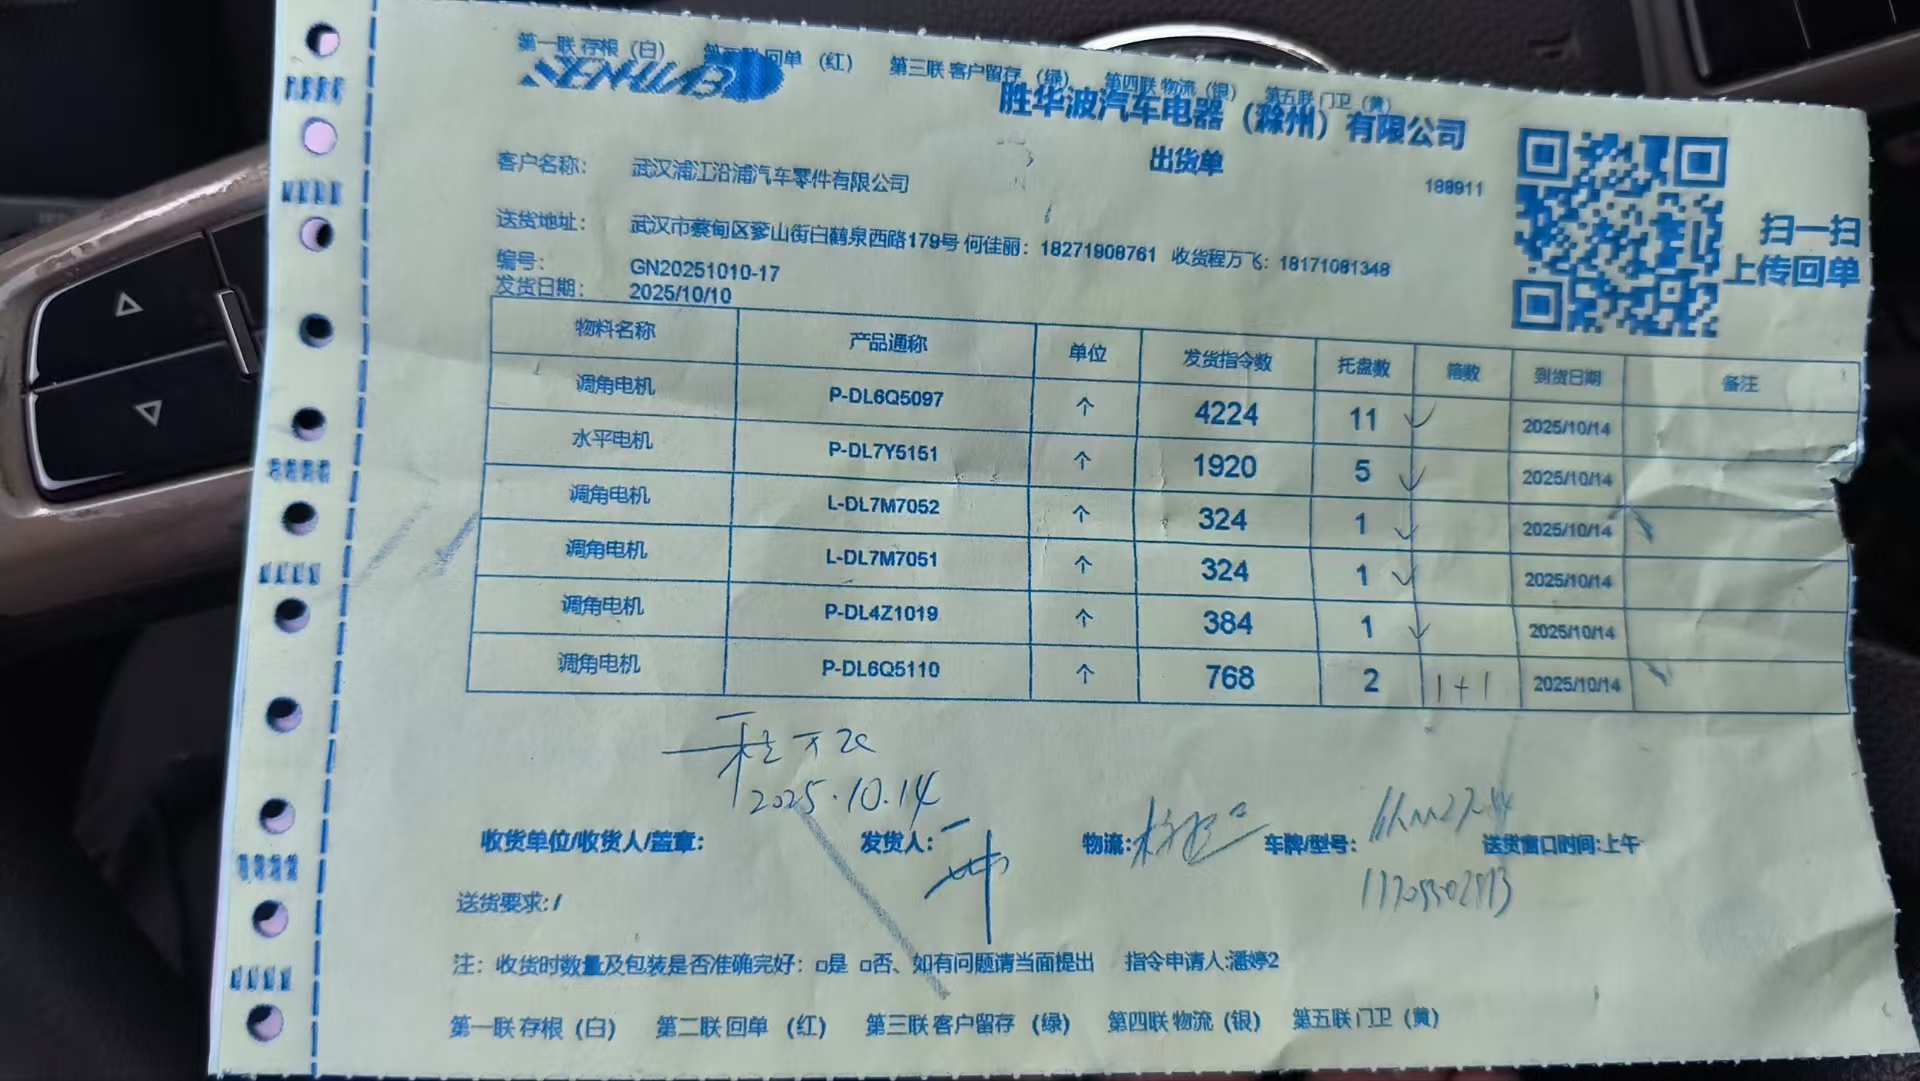 第一联 存根（白） 第二联 回单 （红） 第三联 客户留存 （绿） 第四联 物流（银） 第五联 门卫（黄）
SENHWAB
胜华波汽车电器（滁州）有限公司
出货单
188911
扫一扫
上传回单
客户名称： 武汉浦江沿浦汽车零件有限公司
送货地址： 武汉市蔡甸区奓山街白鹤泉西路179号 何佳丽：18271908761 收货程万飞：18171081348
编号： GN20251010-17
发货日期： 2025/10/10
物料名称 产品通称 单位 发货指令数 托盘数 箱数 到货日期 备注
调角电机 P-DL6Q5097 个 4224 11 ✓ 2025/10/14
水平电机 P-DL7Y5151 个 1920 5 ✓ 2025/10/14
调角电机 L-DL7M7052 个 324 1 ✓ 2025/10/14
调角电机 L-DL7M7051 个 324 1 ✓ 2025/10/14
调角电机 P-DL4Z1019 个 384 1 ✓ 2025/10/14
调角电机 P-DL6Q5110 个 768 2 1+1 2025/10/14
程万飞
2025.10.14
收货单位/收货人/盖章： 发货人： 物流： 车牌/型号： 送货窗口时间:上午
送货要求:/
注：收货时数量及包装是否准确完好：□是 □否、如有问题请当面提出 指令申请人:潘婷2
第一联 存根（白） 第二联 回单 （红） 第三联 客户留存 （绿） 第四联 物流（银） 第五联 门卫（黄）